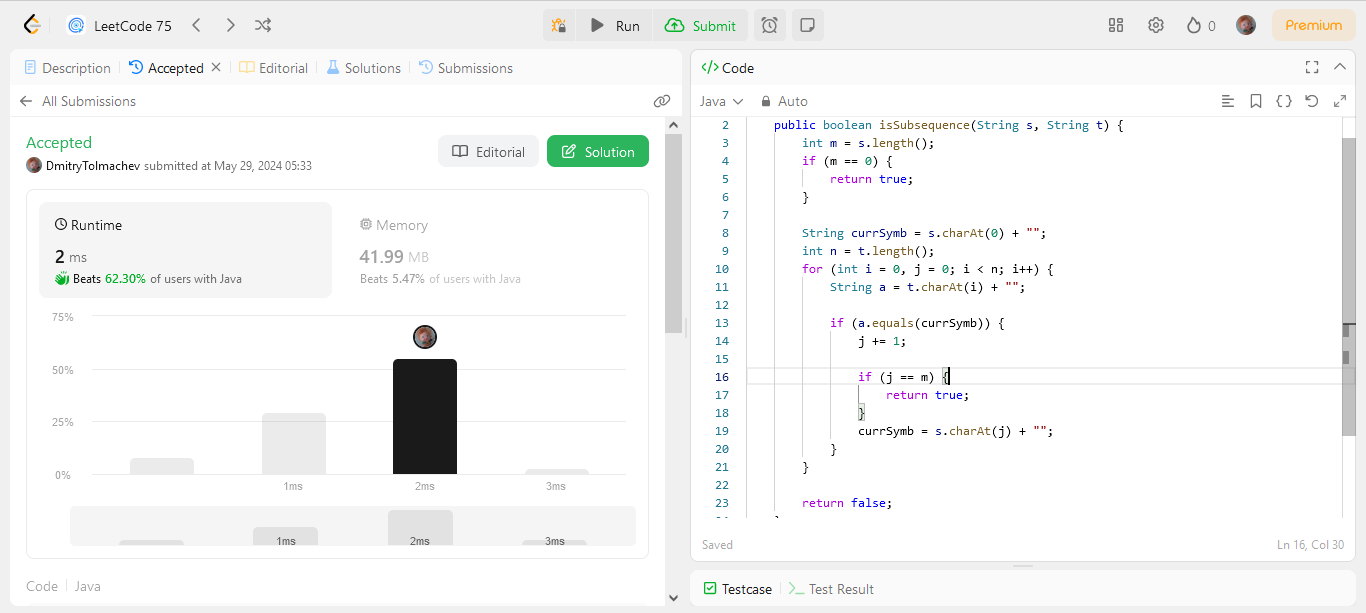 LeetCode 75
Run
Submit
0
Premium
Description
Accepted
Editorial
Solutions
Submissions
All Submissions
Accepted
DmitryTolmachev submitted at May 29, 2024 05:33
Editorial
Solution
Runtime
2 ms
Beats 62.30% of users with Java
Memory
41.99 MB
Beats 5.47% of users with Java
75%
50%
25%
0%
1ms
2ms
3ms
1ms
2ms
3ms
Code
Java
</> Code
Java
Auto
2 public boolean isSubsequence(String s, String t) {
3 int m = s.length();
4 if (m == 0) {
5 return true;
6 }
7
8 String currSymb = s.charAt(0) + "";
9 int n = t.length();
10 for (int i = 0, j = 0; i < n; i++) {
11 String a = t.charAt(i) + "";
12
13 if (a.equals(currSymb)) {
14 j += 1;
15
16 if (j == m) {
17 return true;
18 }
19 currSymb = s.charAt(j) + "";
20 }
21 }
22
23 return false;
Saved
Ln 16, Col 30
Testcase
Test Result